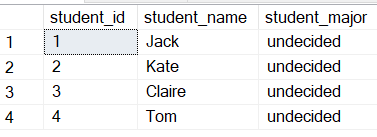 student_id student_name student_major
1 1 Jack undecided
2 2 Kate undecided
3 3 Claire undecided
4 4 Tom undecided